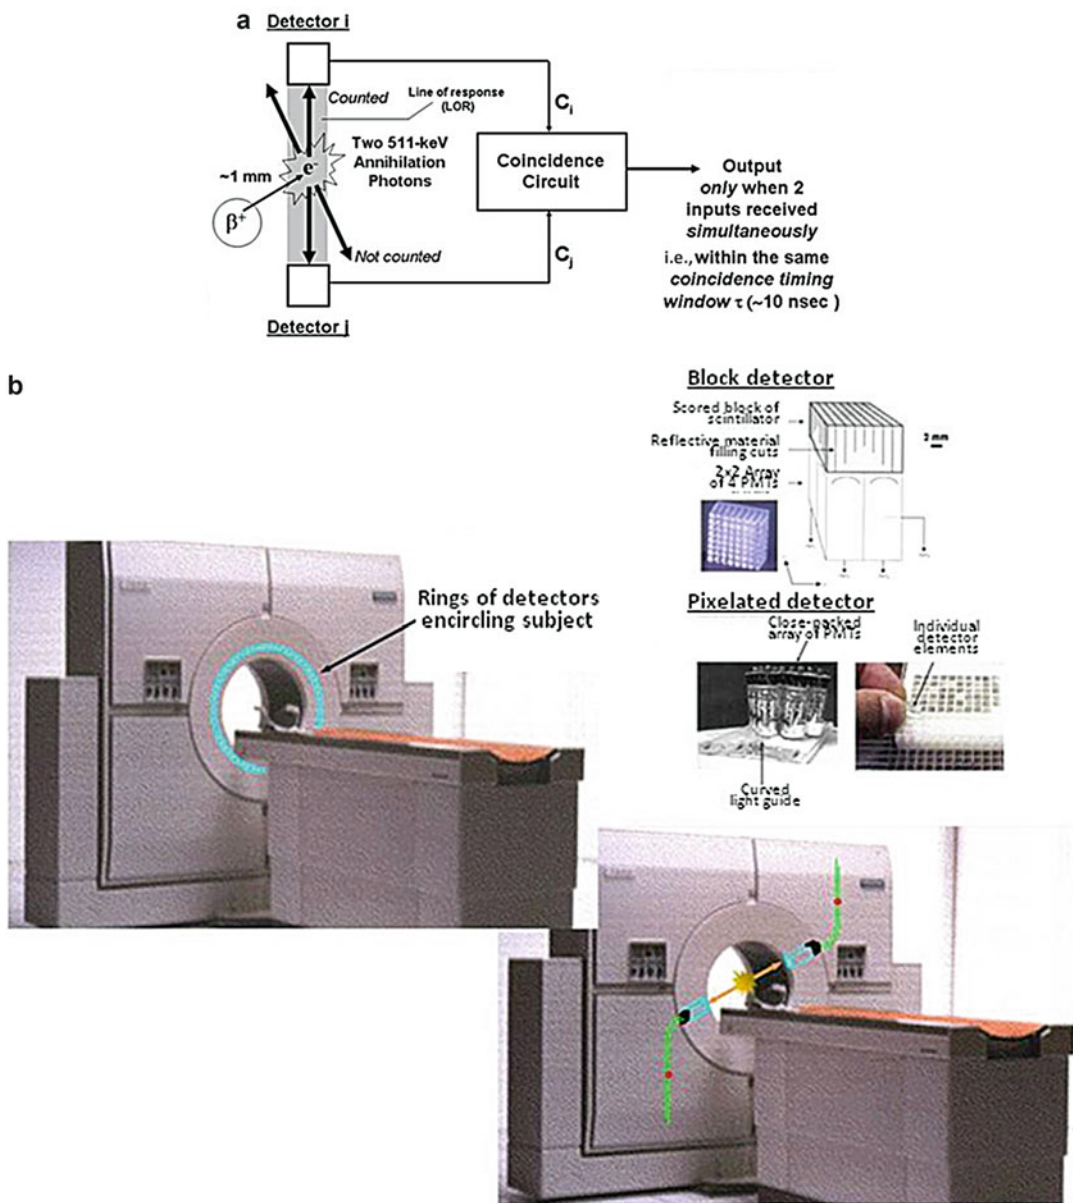 a
Detector i
Counted
Line of response
(LOR)
Two 511-keV
Annihilation
Photons
e-
~1 mm
β+
Not counted
Detector j
Ci
Cj
Coincidence
Circuit
Output
only when 2
inputs received
simultaneously
i.e., within the same
coincidence timing
window τ (~10 nsec )
b
Block detector
Scored block of
scintillator
Reflective material
filling cuts
2×2 Array
of 4 PMTs
3 mm
Rings of detectors
encircling subject
Pixelated detector
Close-packed
array of PMTs
Individual
detector
elements
Curved
light guide